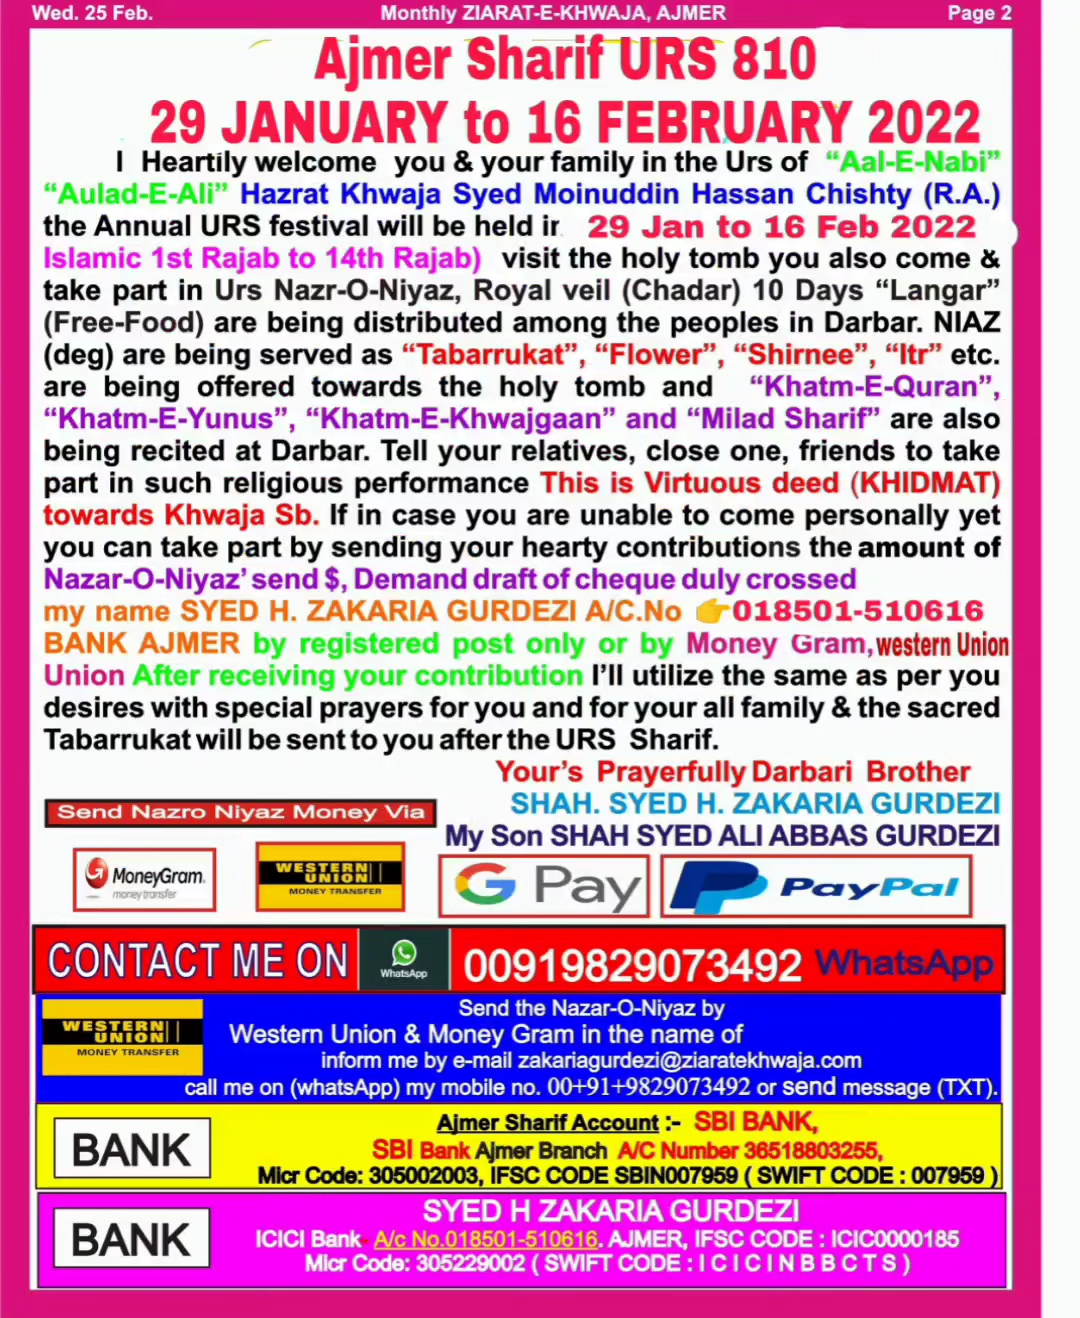 Wed. 25 Feb. Monthly ZIARAT-E-KHWAJA, AJMER Page 2
Ajmer Sharif URS 810
29 JANUARY to 16 FEBRUARY 2022
I Heartily welcome you & your family in the Urs of “Aal-E-Nabi”
“Aulad-E-Ali” Hazrat Khwaja Syed Moinuddin Hassan Chishty (R.A.)
the Annual URS festival will be held in 29 Jan to 16 Feb 2022
Islamic 1st Rajab to 14th Rajab) visit the holy tomb you also come &
take part in Urs Nazr-O-Niyaz, Royal veil (Chadar) 10 Days “Langar”
(Free-Food) are being distributed among the peoples in Darbar. NIAZ
(deg) are being served as “Tabarrukat”, “Flower”, “Shirnee”, “Itr” etc.
are being offered towards the holy tomb and “Khatm-E-Quran”,
“Khatm-E-Yunus”, “Khatm-E-Khwajgaan” and “Milad Sharif” are also
being recited at Darbar. Tell your relatives, close one, friends to take
part in such religious performance This is Virtuous deed (KHIDMAT)
towards Khwaja Sb. If in case you are unable to come personally yet
you can take part by sending your hearty contributions the amount of
Nazar-O-Niyaz’ send $, Demand draft of cheque duly crossed
my name SYED H. ZAKARIA GURDEZI A/C.No 👉018501-510616
BANK AJMER by registered post only or by Money Gram, western Union
Union After receiving your contribution I’ll utilize the same as per you
desires with special prayers for you and for your all family & the sacred
Tabarrukat will be sent to you after the URS Sharif.
Your’s Prayerfully Darbari Brother
SHAH. SYED H. ZAKARIA GURDEZI
Send Nazro Niyaz Money Via
My Son SHAH SYED ALI ABBAS GURDEZI
MoneyGram.
money transfer
WESTERN
UNION
MONEY TRANSFER
G Pay
PayPal
CONTACT ME ON WhatsApp 00919829073492 WhatsApp
WESTERN
UNION
MONEY TRANSFER
Send the Nazar-O-Niyaz by
Western Union & Money Gram in the name of
inform me by e-mail zakariagurdezi@ziaratekhwaja.com
call me on (whatsApp) my mobile no. 00+91+9829073492 or send message (TXT).
BANK
Ajmer Sharif Account :- SBI BANK,
SBI Bank Ajmer Branch A/C Number 36518803255,
Micr Code: 305002003, IFSC CODE SBIN007959 ( SWIFT CODE : 007959 )
BANK
SYED H ZAKARIA GURDEZI
ICICI Bank- A/c No.018501-510616. AJMER, IFSC CODE : ICIC0000185
Micr Code: 305229002 ( SWIFT CODE : I C I C I N B B C T S )